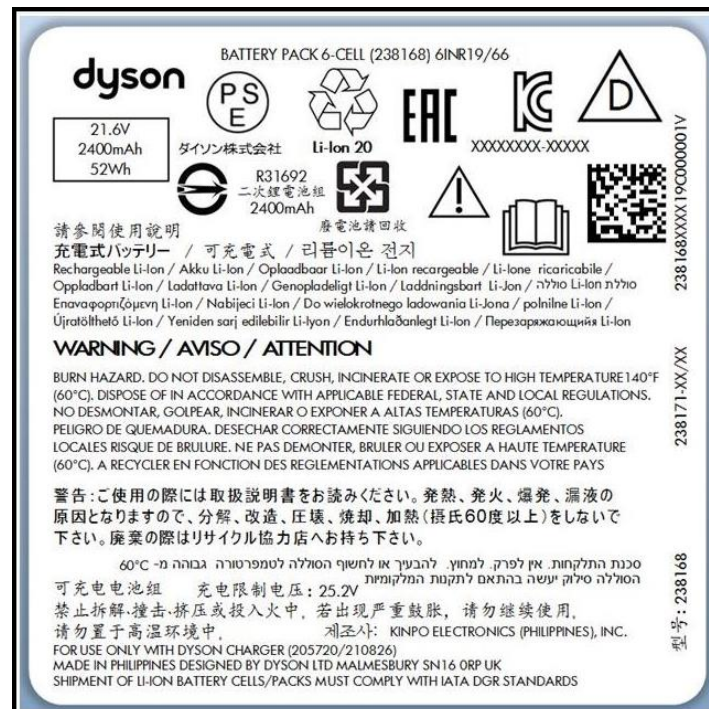 BATTERY PACK 6-CELL (238168) 6INR19/66
dyson
PSE
EAC
D
21.6V
2400mAh
52Wh
ダイソン株式会社
Li-Ion 20
XXXXXXXX-XXXXX
R31692
二次鋰電池組
2400mAh
廢電池請回收
請參閱使用說明
充電式バッテリー / 可充電式 / 리튬이온 전지
Rechargeable Li-Ion / Akku Li-Ion / Oplaadbaar Li-Ion / Li-Ion recargeable / Li-Ione ricaricabile /
Oppladbart Li-Ion / Ladattava Li-Ion / Genopladeligt Li-Ion / Laddningsbart Li-Jon / סוללת Li-Ion סוללה
Επαναφορτιζόμενη Li-Ion / Nabijeci Li-Ion / Do wielokrotnego ladowania Li-Jona / polnilne Li-Ion /
Újratölthető Li-Ion / Yeniden sarj edilebilir Li-Iyon / Endurhlaðanlegt Li-Ion / Перезаряжающийя Li-Ion
WARNING / AVISO / ATTENTION
BURN HAZARD. DO NOT DISASSEMBLE, CRUSH, INCINERATE OR EXPOSE TO HIGH TEMPERATURE 140°F
(60°C). DISPOSE OF IN ACCORDANCE WITH APPLICABLE FEDERAL, STATE AND LOCAL REGULATIONS.
NO DESMONTAR, GOLPEAR, INCINERAR O EXPONER A ALTAS TEMPERATURAS (60°C).
PELIGRO DE QUEMADURA. DESECHAR CORRECTAMENTE SIGUIENDO LOS REGLAMENTOS
LOCALES RISQUE DE BRULURE. NE PAS DEMONTER, BRULER OU EXPOSER A HAUTE TEMPERATURE
(60°C). A RECYCLER EN FONCTION DES REGLEMENTATIONS APPLICABLES DANS VOTRE PAYS
警告:ご使用の際には取扱説明書をお読みください。発熱、発火、爆発、漏液の
原因となりますので、分解、改造、圧壊、焼却、加熱(摂氏60度以上)をしないで
下さい。廃棄の際はリサイクル協力店へお持ち下さい。
סכנת התלקחות. אין לפרק. למחוץ. להבעיר או לחשוף הסוללה לטמפרטורה גבוהה מ- 60°C
הסוללה סילוק יעשה בהתאם לתקנות המלקומיות
可充电电池组 充电限制电压: 25.2V
禁止拆解·撞击·挤压或投入火中, 若出现严重鼓胀, 请勿继续使用,
请勿置于高温环境中, 제조사: KINPO ELECTRONICS (PHILIPPINES), INC.
FOR USE ONLY WITH DYSON CHARGER (205720/210826)
MADE IN PHILIPPINES DESIGNED BY DYSON LTD MALMESBURY SN16 0RP UK
SHIPMENT OF LI-ION BATTERY CELLS/PACKS MUST COMPLY WITH IATA DGR STANDARDS
238168XXXX19C000001V
238171-XX/XX
型号: 238168